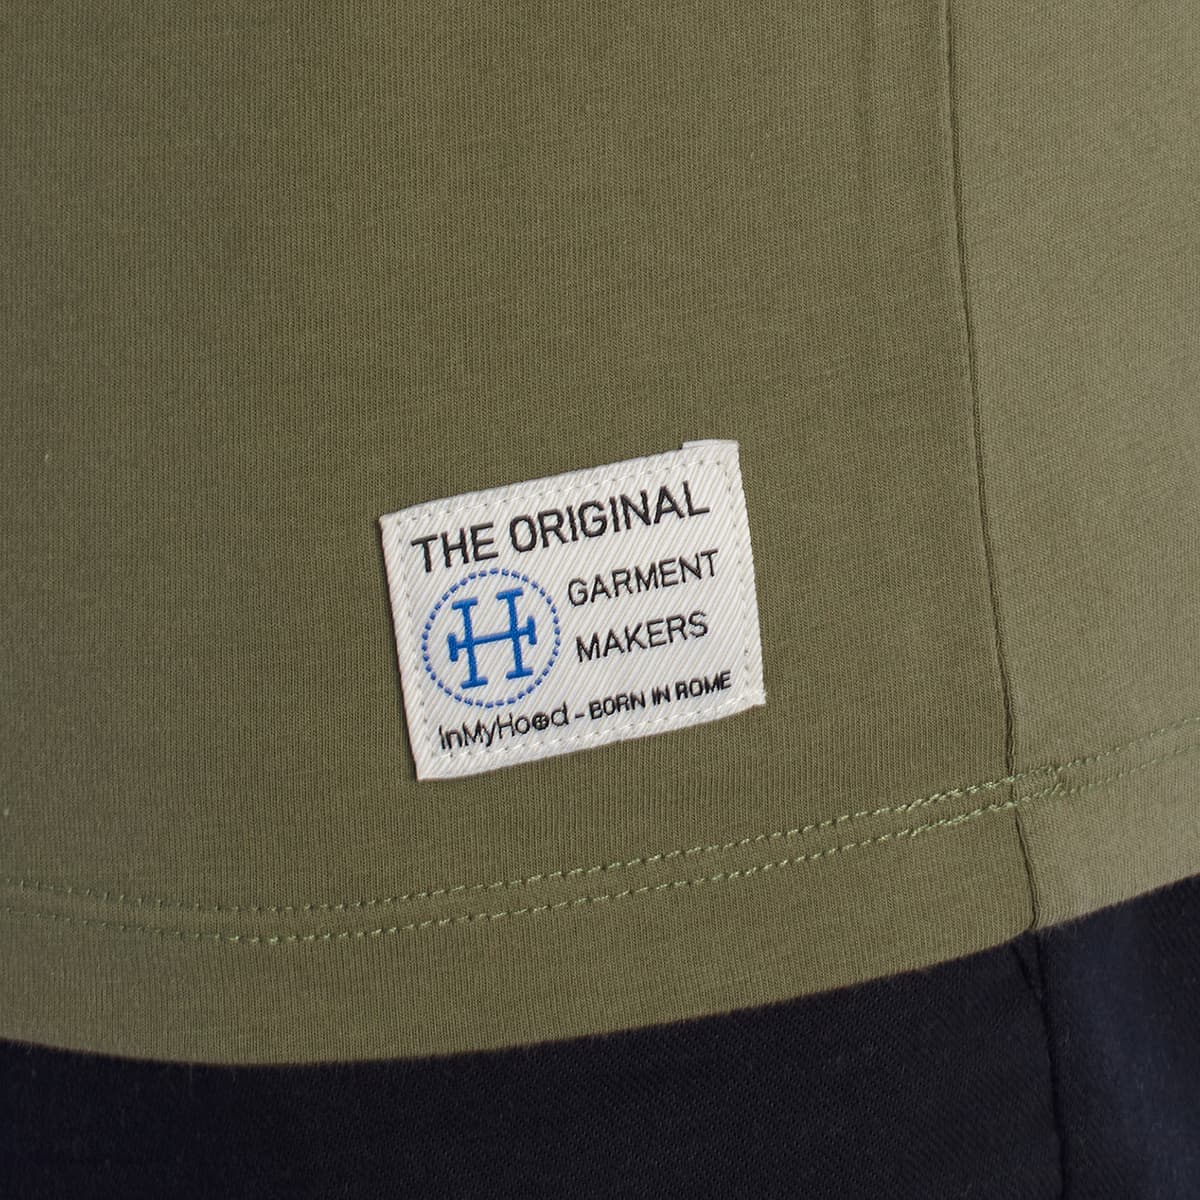 THE ORIGINAL
H
GARMENT
MAKERS
InMyHood - BORN IN ROME